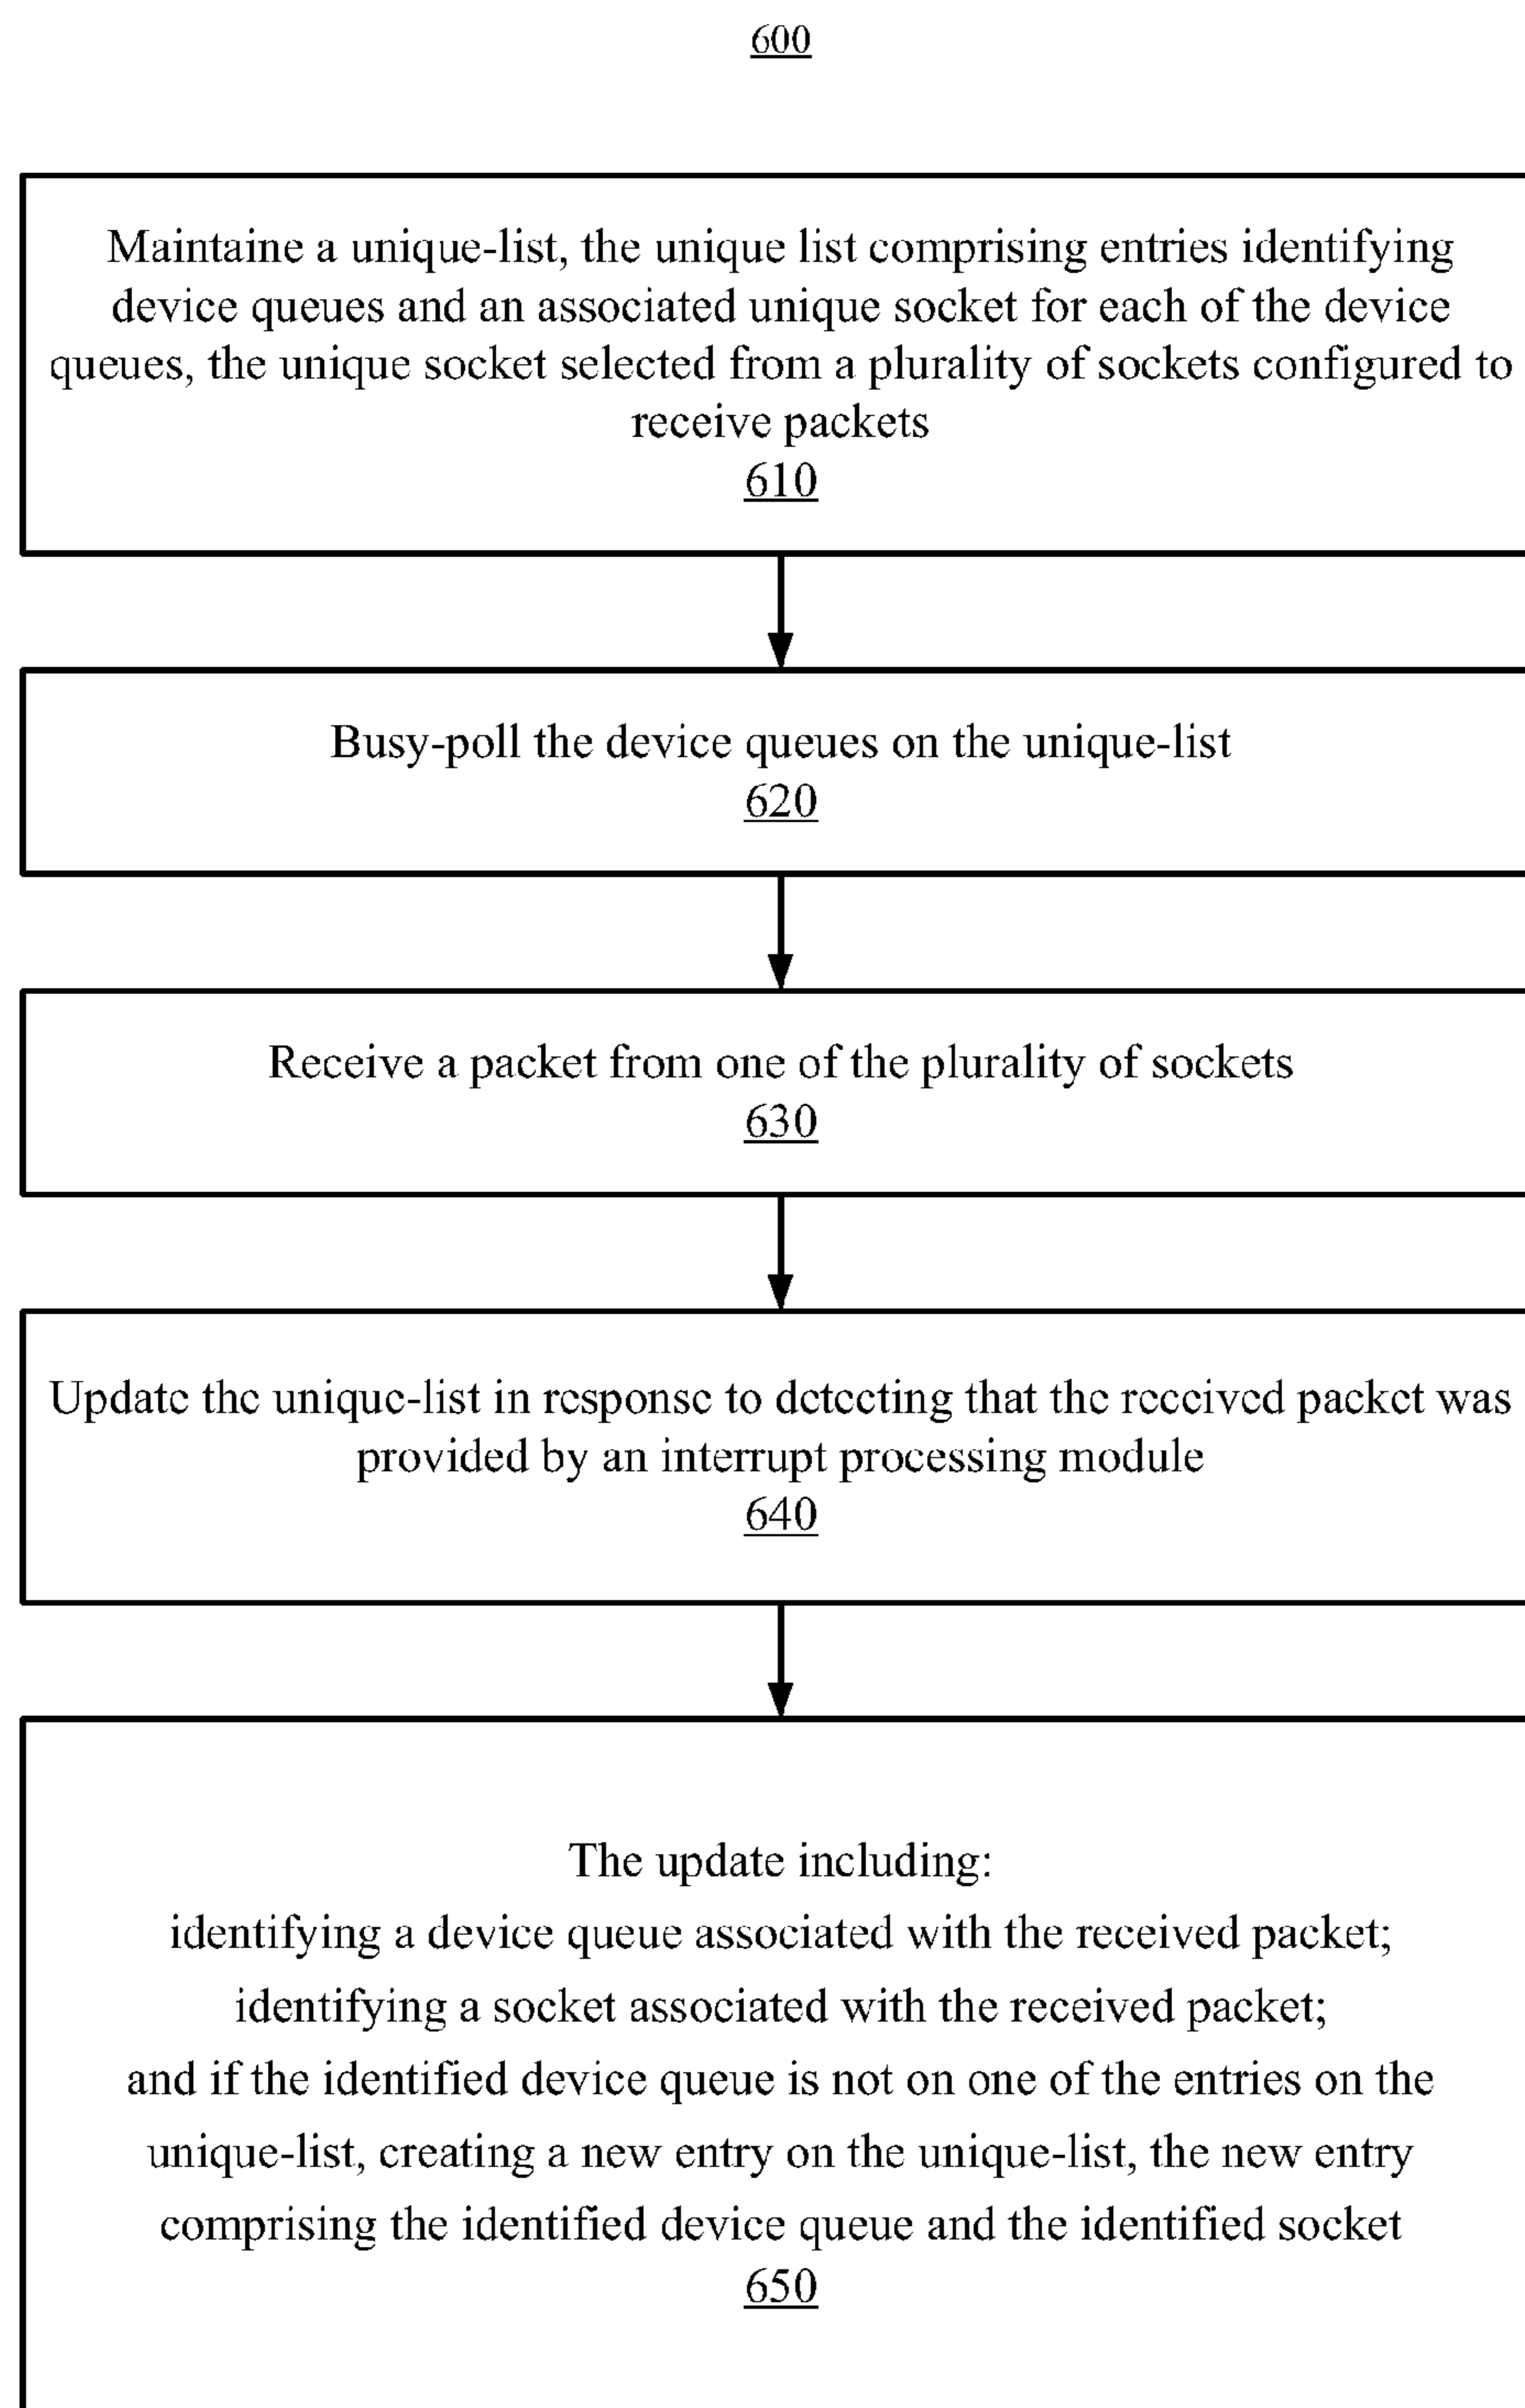 600
Maintaine a unique-list, the unique list comprising entries identifying
device queues and an associated unique socket for each of the device
queues, the unique socket selected from a plurality of sockets configured to
receive packets
610
Busy-poll the device queues on the unique-list
620
Receive a packet from one of the plurality of sockets
630
Update the unique-list in response to detecting that the received packet was
provided by an interrupt processing module
640
The update including:
identifying a device queue associated with the received packet;
identifying a socket associated with the received packet;
and if the identified device queue is not on one of the entries on the
unique-list, creating a new entry on the unique-list, the new entry
comprising the identified device queue and the identified socket
650